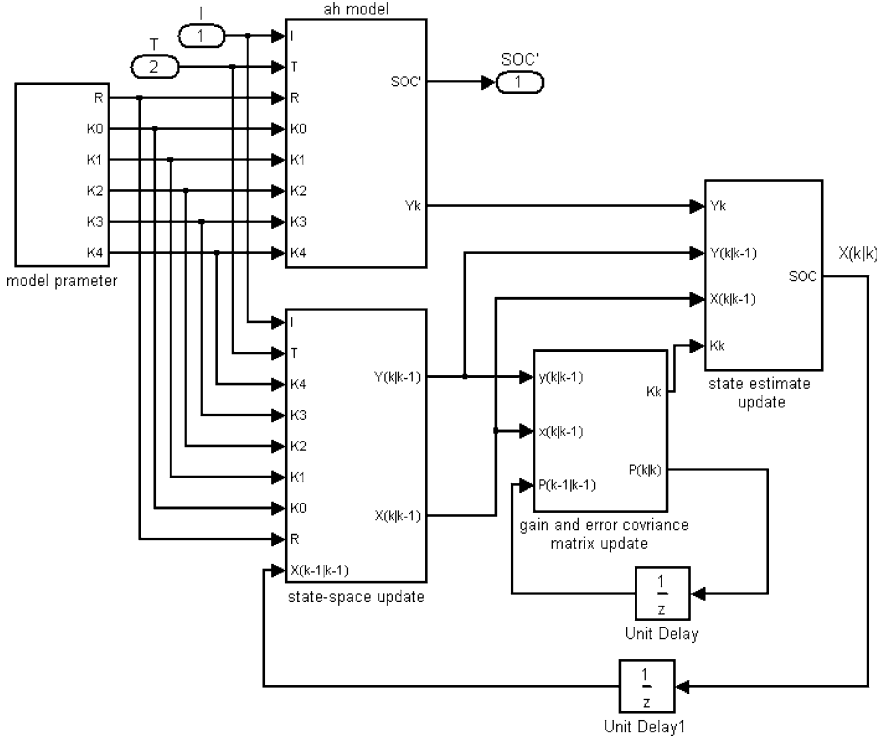 I
1
T
2
ah model
I
T
R
K0
K1
K2
K3
K4
SOC'
Yk
SOC'
1
R
K0
K1
K2
K3
K4
model prameter
I
T
K4
K3
K2
K1
K0
R
X(k-1|k-1)
Y(k|k-1)
X(k|k-1)
state-space update
y(k|k-1)
x(k|k-1)
P(k-1|k-1)
Kk
P(k|k)
gain and error covriance
matrix update
Yk
Y(k|k-1)
X(k|k-1)
Kk
SOC
state estimate
update
X(k|k)
1
z
Unit Delay
1
z
Unit Delay1